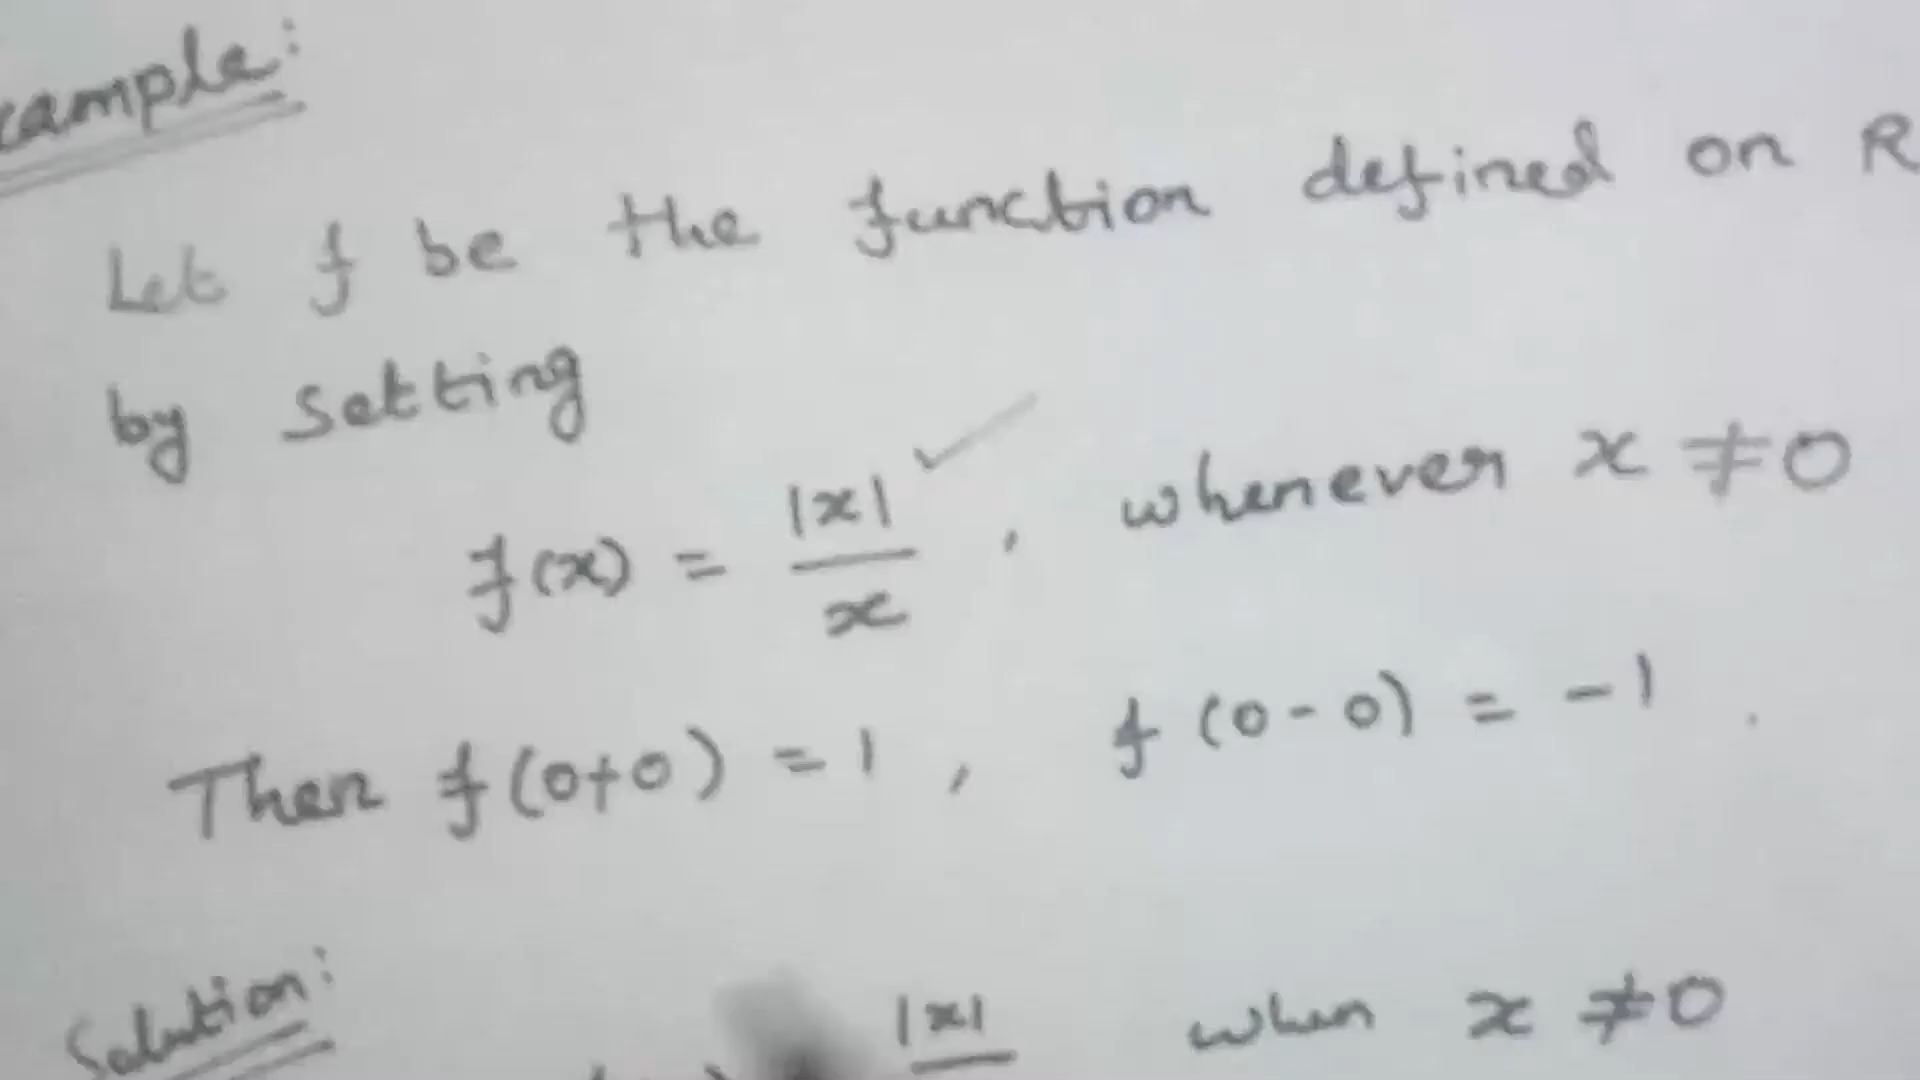 xample:
Let f be the function defined on R
by setting
f(x) = |x|/x , whenever x ≠ 0
Then f(0+0) = 1 , f(0-0) = -1 .
Solution:
|x| when x ≠ 0